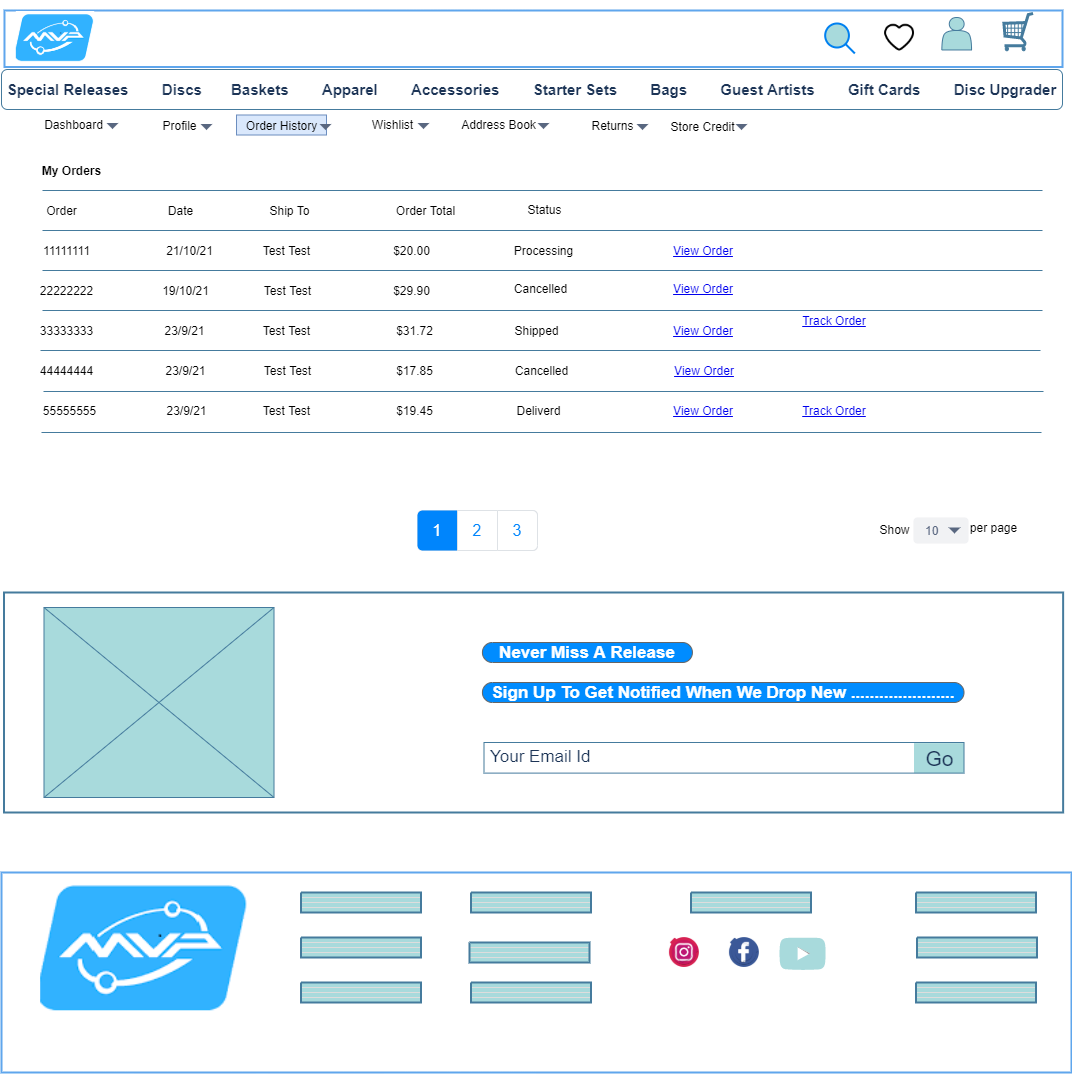 MVP
Special Releases Discs Baskets Apparel Accessories Starter Sets Bags Guest Artists Gift Cards Disc Upgrader
Dashboard Profile Order History Wishlist Address Book Returns Store Credit
My Orders
Order Date Ship To Order Total Status
11111111 21/10/21 Test Test $20.00 Processing View Order
22222222 19/10/21 Test Test $29.90 Cancelled View Order
33333333 23/9/21 Test Test $31.72 Shipped View Order Track Order
44444444 23/9/21 Test Test $17.85 Cancelled View Order
55555555 23/9/21 Test Test $19.45 Deliverd View Order Track Order
1 2 3 Show 10 per page
Never Miss A Release
Sign Up To Get Notified When We Drop New ......................
Your Email Id Go
MVP